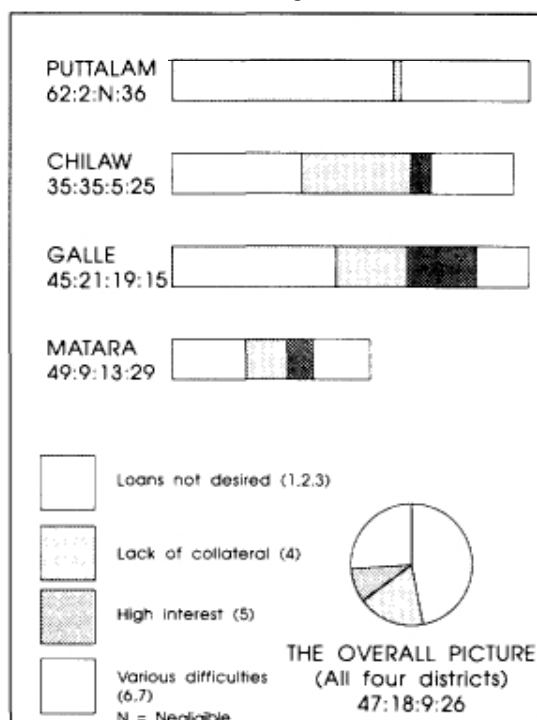 PUTTALAM
62:2:N:36
CHILAW
35:35:5:25
GALLE
45:21:19:15
MATARA
49:9:13:29
Loans not desired (1,2,3)
Lack of collateral (4)
High interest (5)
Various difficulties
(6,7)
N = Negligible
THE OVERALL PICTURE
(All four districts)
47:18:9:26